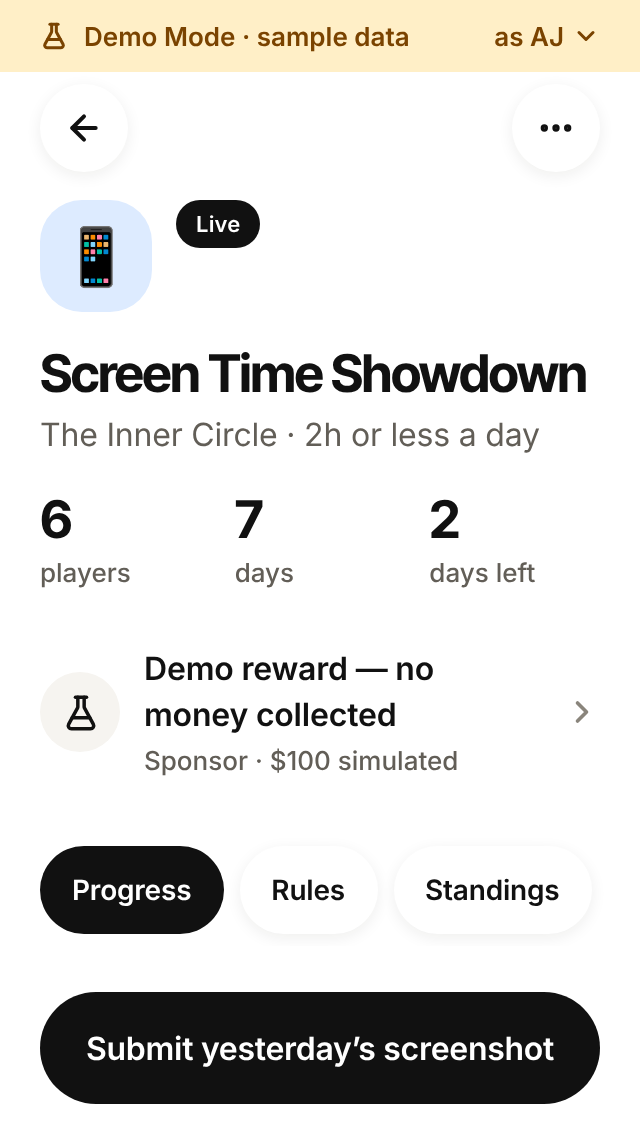 Demo Mode · sample data
as AJ
Live
Screen Time Showdown
The Inner Circle · 2h or less a day
6
players
7
days
2
days left
Demo reward — no
money collected
Sponsor · $100 simulated
Progress
Rules
Standings
Submit yesterday’s screenshot